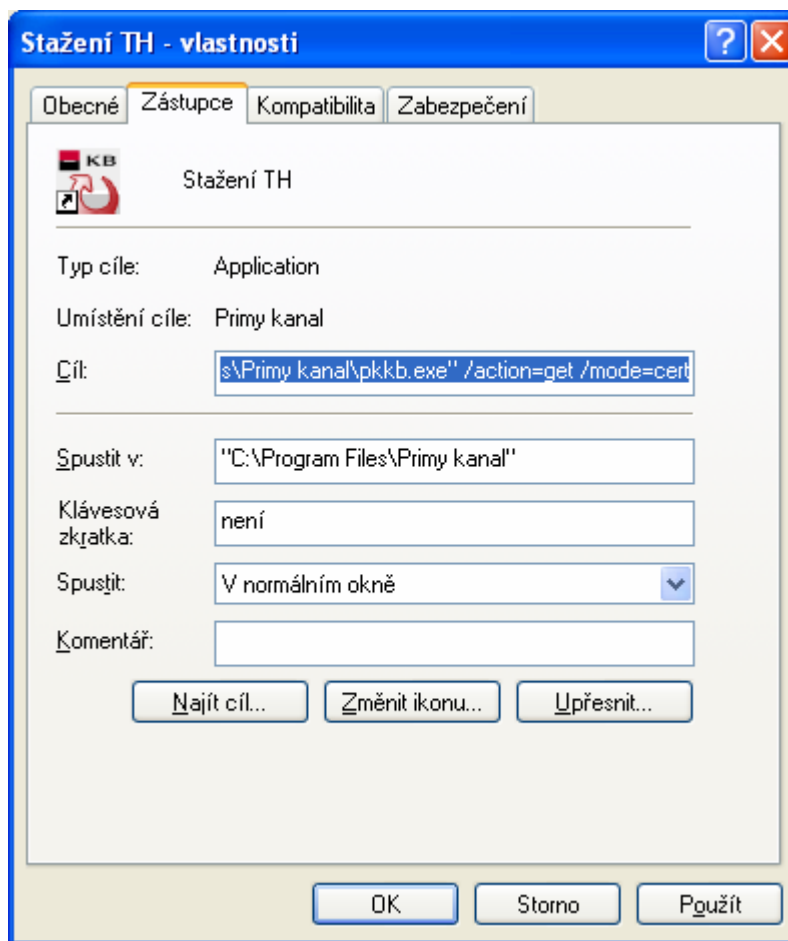 Stažení TH - vlastnosti
Obecné Zástupce Kompatibilita Zabezpečení
KB
Stažení TH
Typ cíle: Application
Umístění cíle: Primy kanal
Cíl: s\Primy kanal\pkkb.exe" /action=get /mode=cert
Spustit v: "C:\Program Files\Primy kanal"
Klávesová
zkratka: není
Spustit: V normálním okně
Komentář:
Najít cíl... Změnit ikonu... Upřesnit...
OK Storno Použít